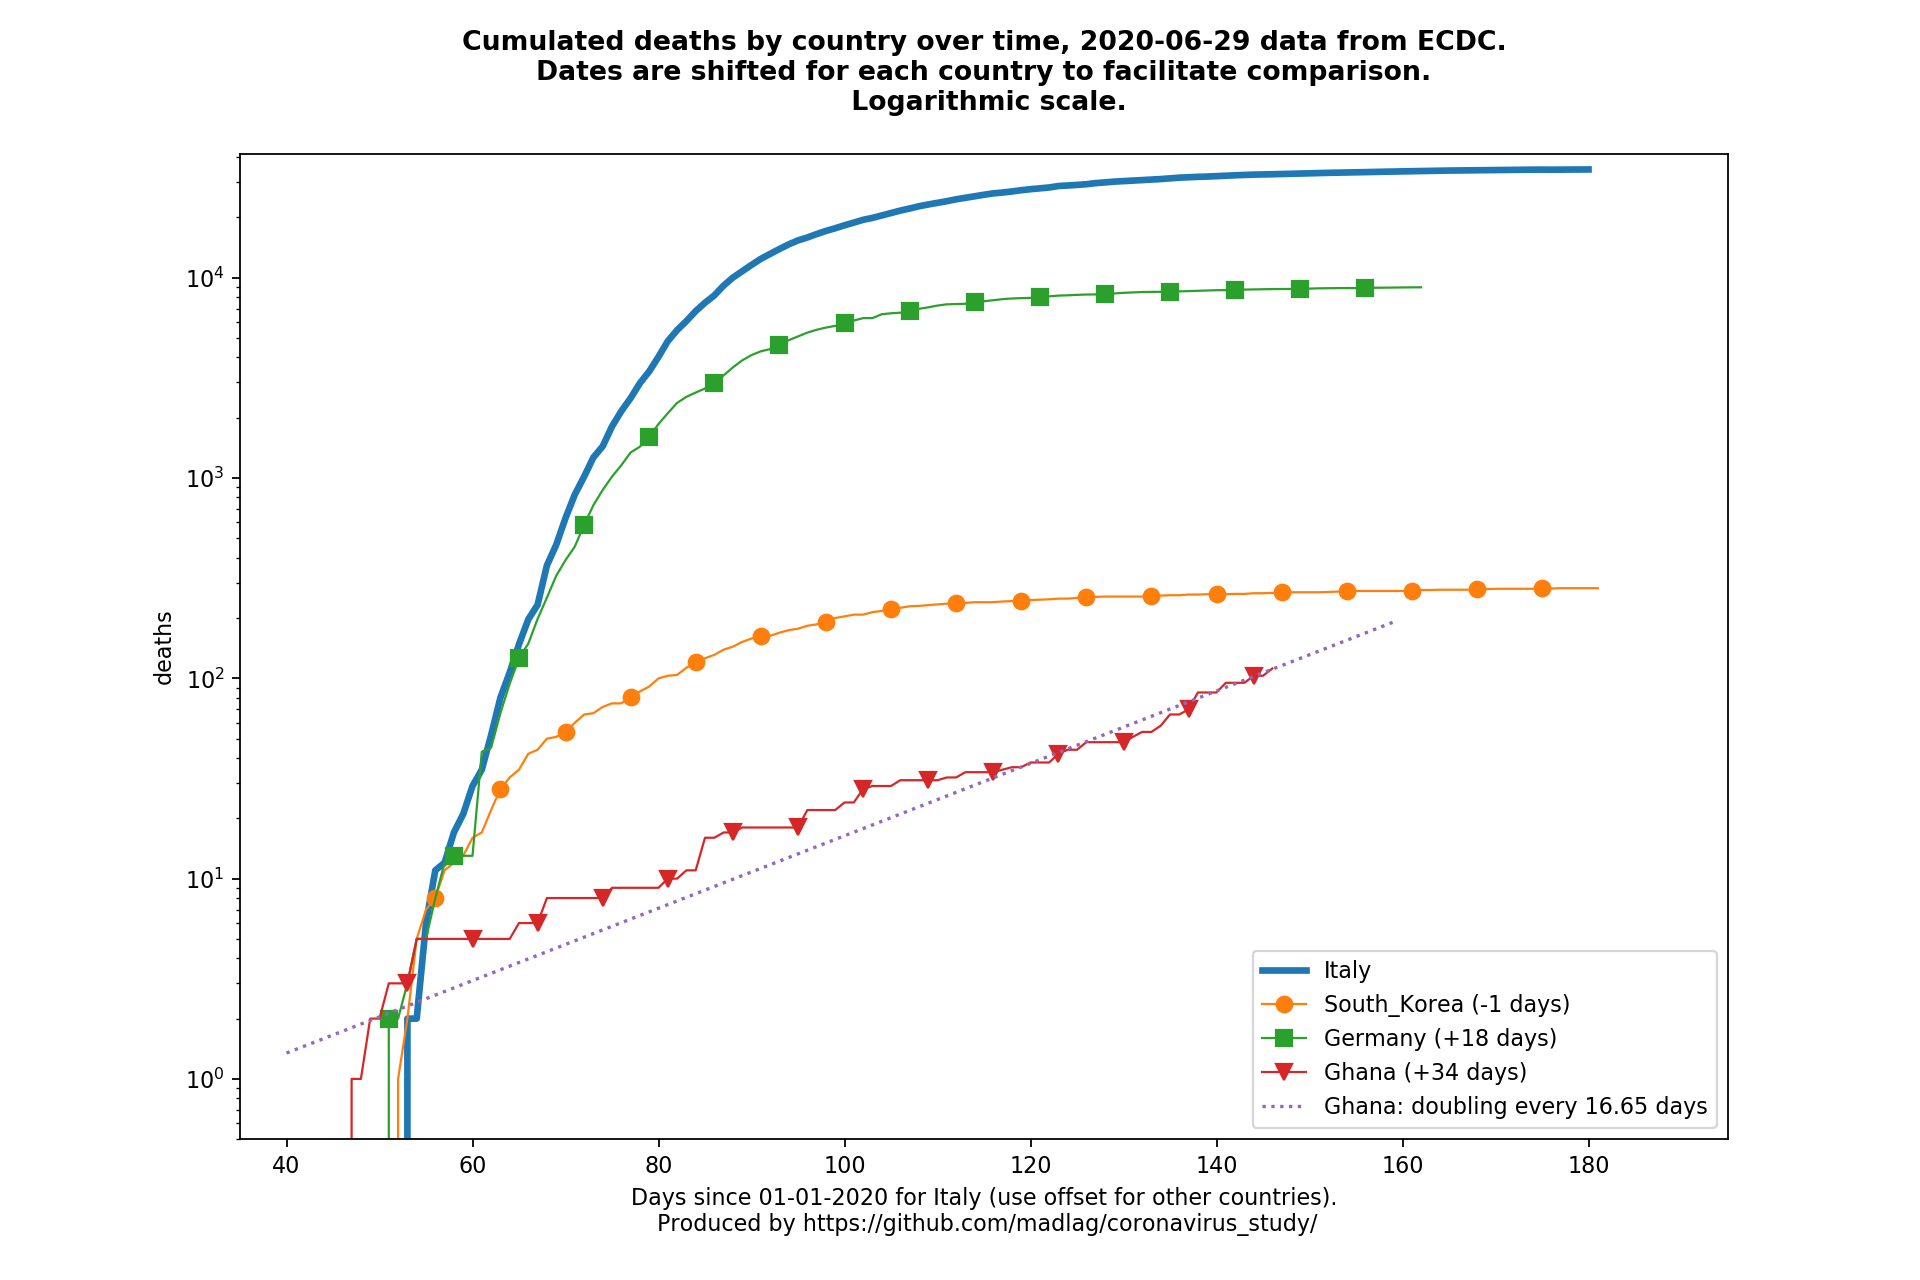 Cumulated deaths by country over time, 2020-06-29 data from ECDC.
Dates are shifted for each country to facilitate comparison.
Logarithmic scale.
deaths
10^4
10^3
10^2
10^1
10^0
Italy
South_Korea (-1 days)
Germany (+18 days)
Ghana (+34 days)
Ghana: doubling every 16.65 days
40 60 80 100 120 140 160 180
Days since 01-01-2020 for Italy (use offset for other countries).
Produced by https://github.com/madlag/coronavirus_study/